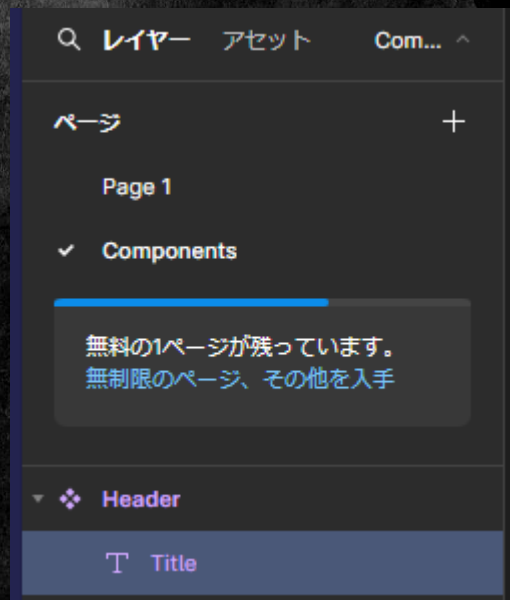 レイヤー アセット Com...
ページ
Page 1
Components
無料の1ページが残っています。
無制限のページ、その他を入手
Header
Title